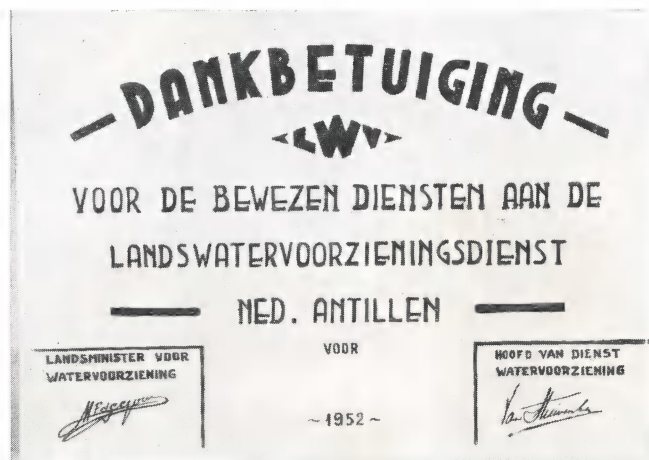 - DANKBETUIGING -
LWV
VOOR DE BEWEZEN DIENSTEN AAN DE
LANDSWATERVOORZIENINGSDIENST
NED. ANTILLEN
VOOR
LANDSMINISTER VOOR
WATERVOORZIENING
HOOFD VAN DIENST
WATERVOORZIENING
~1952~